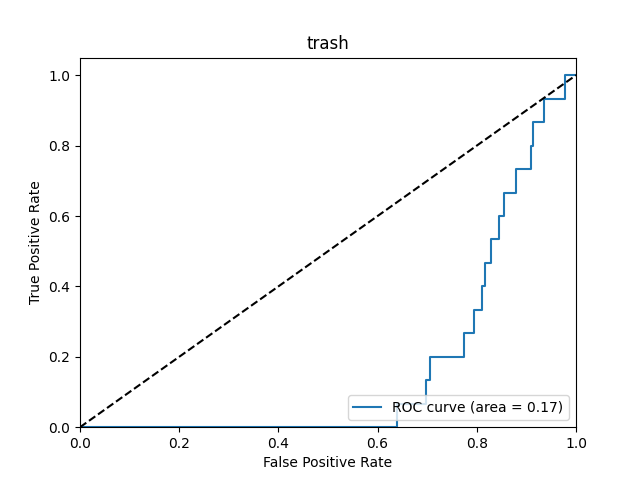 trash
True Positive Rate
1.0
0.8
0.6
0.4
0.2
0.0
ROC curve (area = 0.17)
0.0 0.2 0.4 0.6 0.8 1.0
False Positive Rate